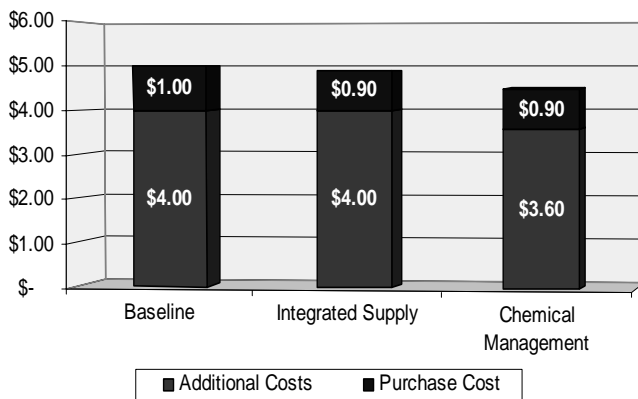 $6.00
$5.00
$4.00
$3.00
$2.00
$1.00
$-
$1.00
$0.90
$0.90
$4.00
$4.00
$3.60
Baseline
Integrated Supply
Chemical
Management
Additional Costs
Purchase Cost